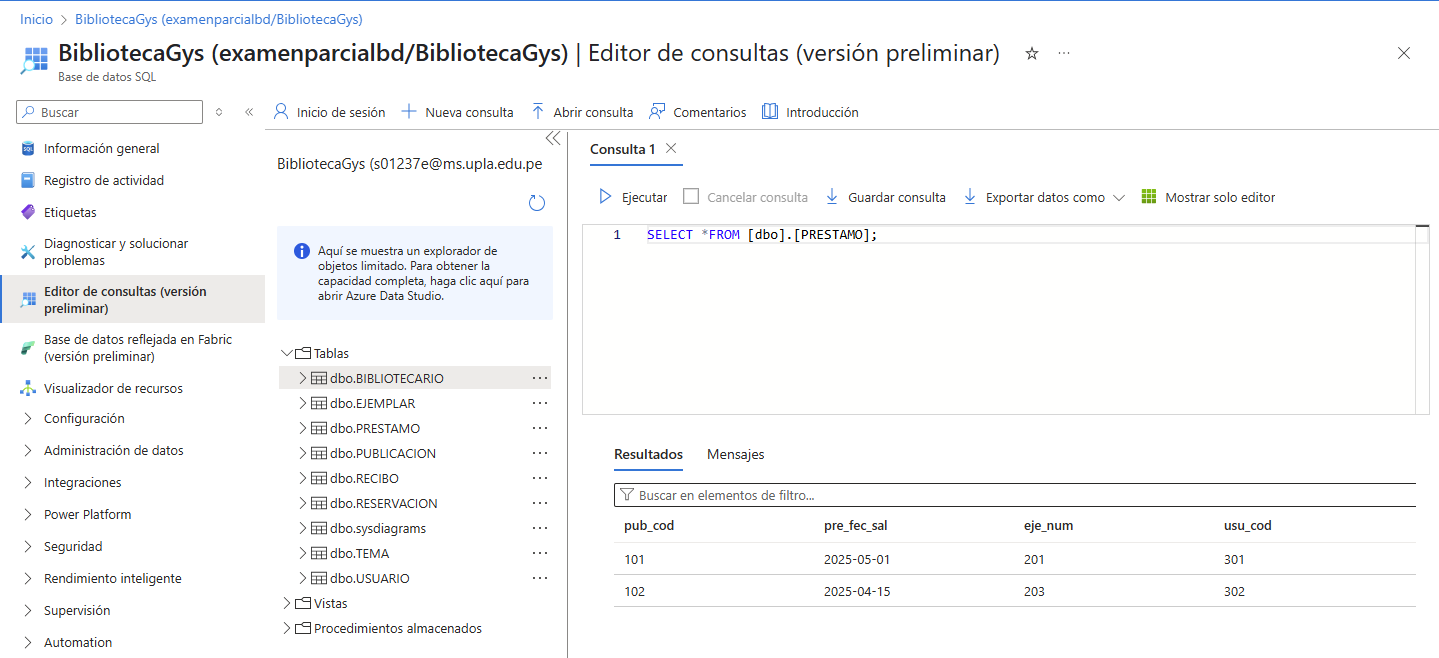 Inicio > BibliotecaGys (examenparcialbd/BibliotecaGys)
BibliotecaGys (examenparcialbd/BibliotecaGys) | Editor de consultas (versión preliminar)
Base de datos SQL
Buscar
Inicio de sesión
Nueva consulta
Abrir consulta
Comentarios
Introducción
SQL
Información general
Registro de actividad
Etiquetas
Diagnosticar y solucionar
problemas
Editor de consultas (versión
preliminar)
Base de datos reflejada en Fabric
(versión preliminar)
Visualizador de recursos
Configuración
Administración de datos
Integraciones
Power Platform
Seguridad
Rendimiento inteligente
Supervisión
Automation
BibliotecaGys (s01237e@ms.upla.edu.pe
Aquí se muestra un explorador de
objetos limitado. Para obtener la
capacidad completa, haga clic aquí para
abrir Azure Data Studio.
Tablas
dbo.BIBLIOTECARIO
dbo.EJEMPLAR
dbo.PRESTAMO
dbo.PUBLICACION
dbo.RECIBO
dbo.RESERVACION
dbo.sysdiagrams
dbo.TEMA
dbo.USUARIO
Vistas
Procedimientos almacenados
Consulta 1
Ejecutar
Cancelar consulta
Guardar consulta
Exportar datos como
Mostrar solo editor
1 SELECT *FROM [dbo].[PRESTAMO];
Resultados Mensajes
Buscar en elementos de filtro...
pub_cod pre_fec_sal eje_num usu_cod
101 2025-05-01 201 301
102 2025-04-15 203 302